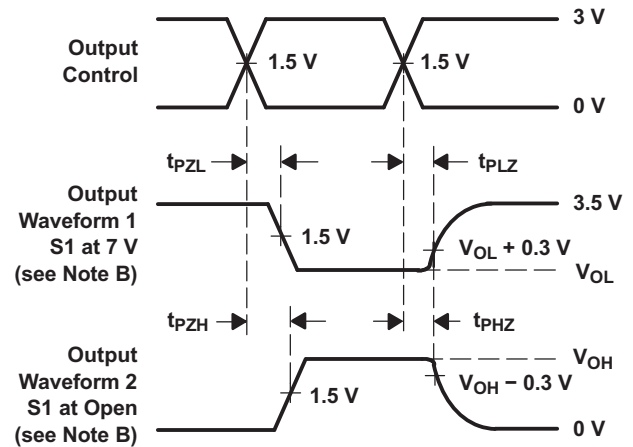 Output
Control
3 V
1.5 V
1.5 V
0 V
tPZL
tPLZ
Output
Waveform 1
S1 at 7 V
(see Note B)
3.5 V
1.5 V
VOL + 0.3 V
VOL
tPZH
tPHZ
Output
Waveform 2
S1 at Open
(see Note B)
VOH
1.5 V
VOH − 0.3 V
0 V